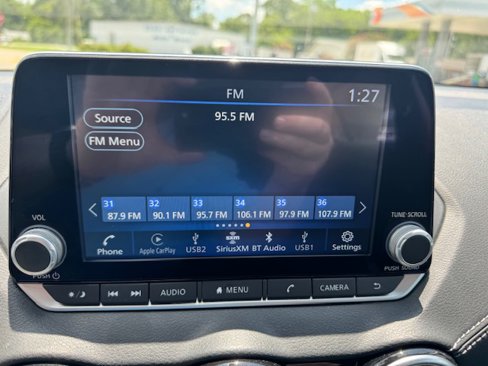 FM
1:27
Source
95.5 FM
FM Menu
31 32 33 34 35 36
87.9 FM 90.1 FM 95.7 FM 106.1 FM 97.9 FM 107.9 FM
Phone Apple CarPlay USB2 SiriusXM BT Audio USB1 Settings
VOL
TUNE·SCROLL
PUSH
PUSH SOUND
AUDIO MENU CAMERA